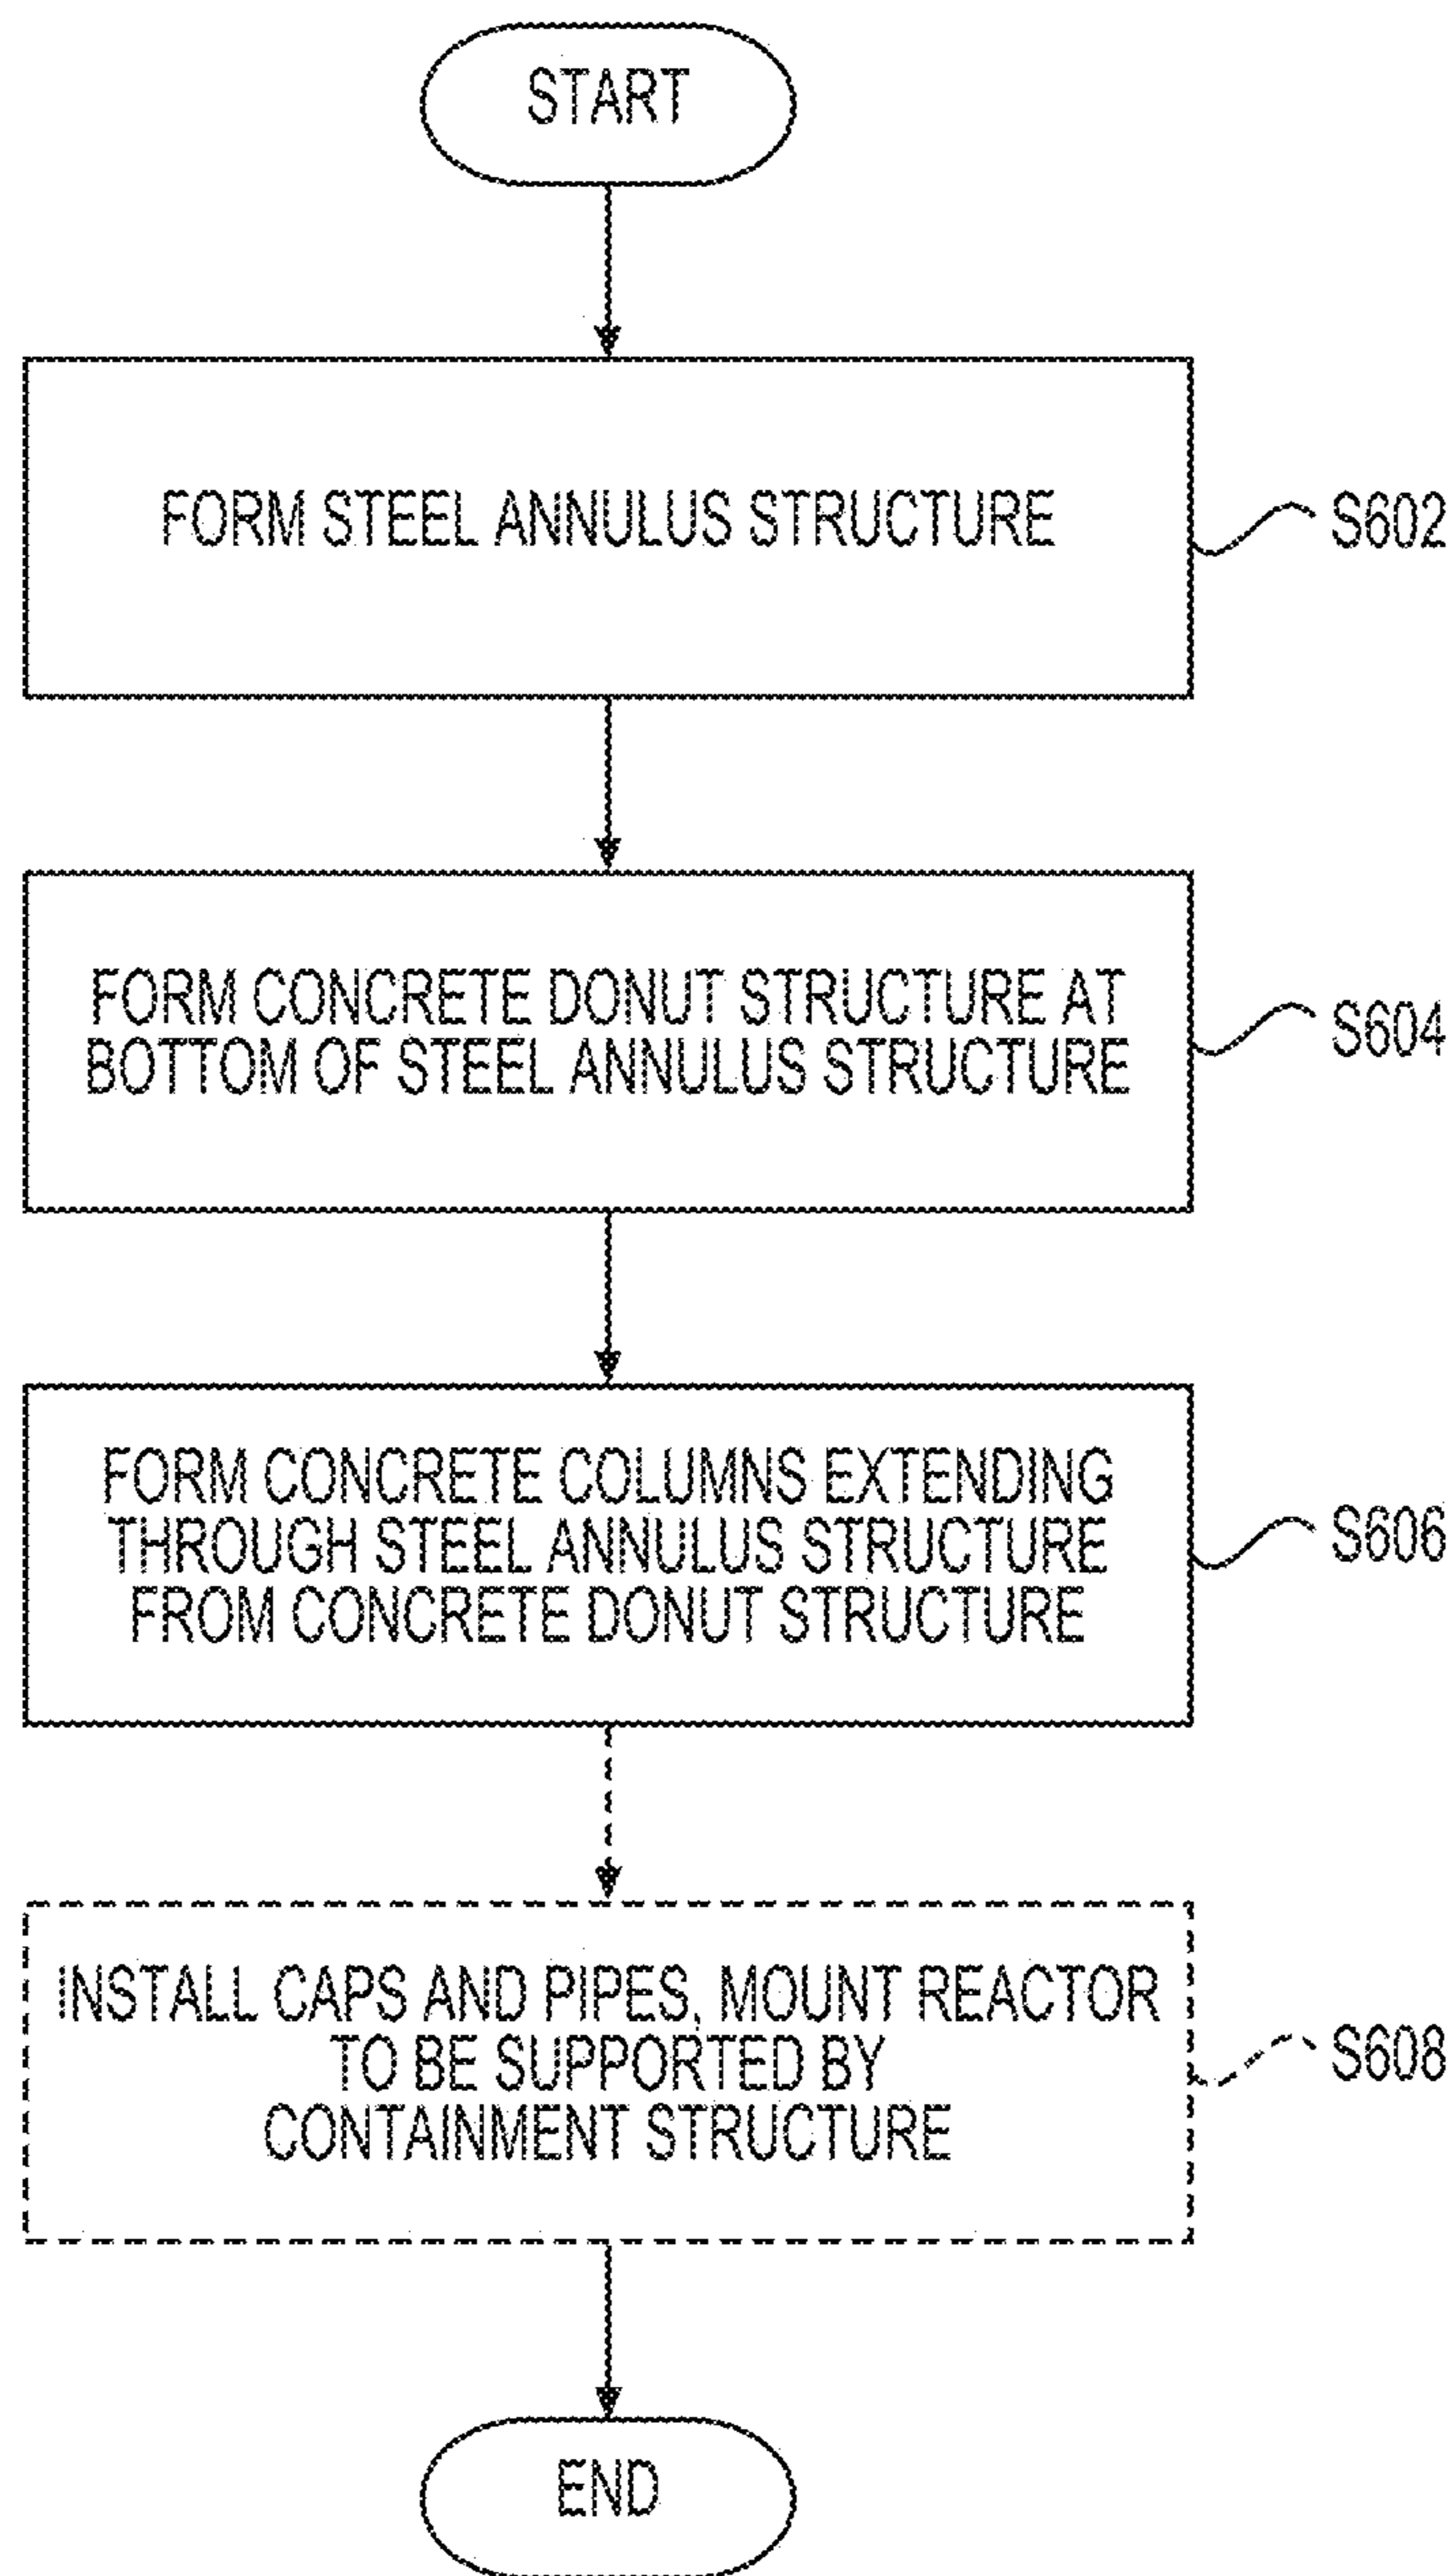 START
FORM STEEL ANNULUS STRUCTURE
S602
FORM CONCRETE DONUT STRUCTURE AT
BOTTOM OF STEEL ANNULUS STRUCTURE
S604
FORM CONCRETE COLUMNS EXTENDING
THROUGH STEEL ANNULUS STRUCTURE
FROM CONCRETE DONUT STRUCTURE
S606
INSTALL CAPS AND PIPES, MOUNT REACTOR
TO BE SUPPORTED BY
CONTAINMENT STRUCTURE
S608
END